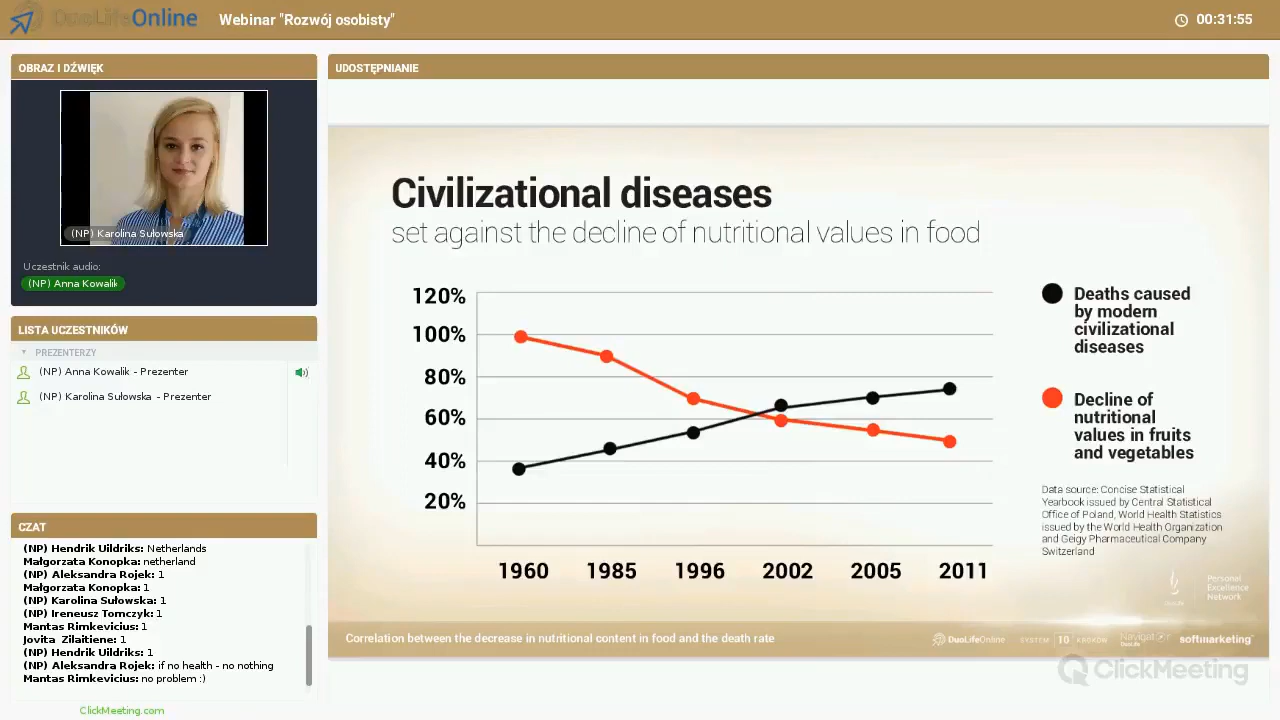 DuoLifeOnline
Webinar "Rozwój osobisty"
00:31:55
OBRAZ I DŹWIĘK
(NP) Karolina Sułowska
Uczestnik audio:
(NP) Anna Kowalik
LISTA UCZESTNIKÓW
PREZENTERZY
(NP) Anna Kowalik - Prezenter
(NP) Karolina Sułowska - Prezenter
CZAT
(NP) Hendrik Uildriks: Netherlands
Małgorzata Konopka: netherland
(NP) Aleksandra Rojek: 1
Małgorzata Konopka: 1
(NP) Karolina Sułowska: 1
(NP) Ireneusz Tomczyk: 1
Mantas Rimkevicius: 1
Jovita Zilaitiene: 1
(NP) Hendrik Uildriks: 1
(NP) Aleksandra Rojek: if no health - no nothing
Mantas Rimkevicius: no problem :)
ClickMeeting.com
UDOSTĘPNIANIE
Civilizational diseases
set against the decline of nutritional values in food
120%
100%
80%
60%
40%
20%
1960 1985 1996 2002 2005 2011
Deaths caused
by modern
civilizational
diseases
Decline of
nutritional
values in fruits
and vegetables
Data source: Concise Statistical
Yearbook issued by Central Statistical
Office of Poland, World Health Statistics
issued by the World Health Organization
and Geigy Pharmaceutical Company
Switzerland
DuoLife
Personal
Excellence
Network
Correlation between the decrease in nutritional content in food and the death rate
DuoLifeOnline
SYSTEM 10 KROKÓW
Navigator
DuoLife
softmarketing
ClickMeeting